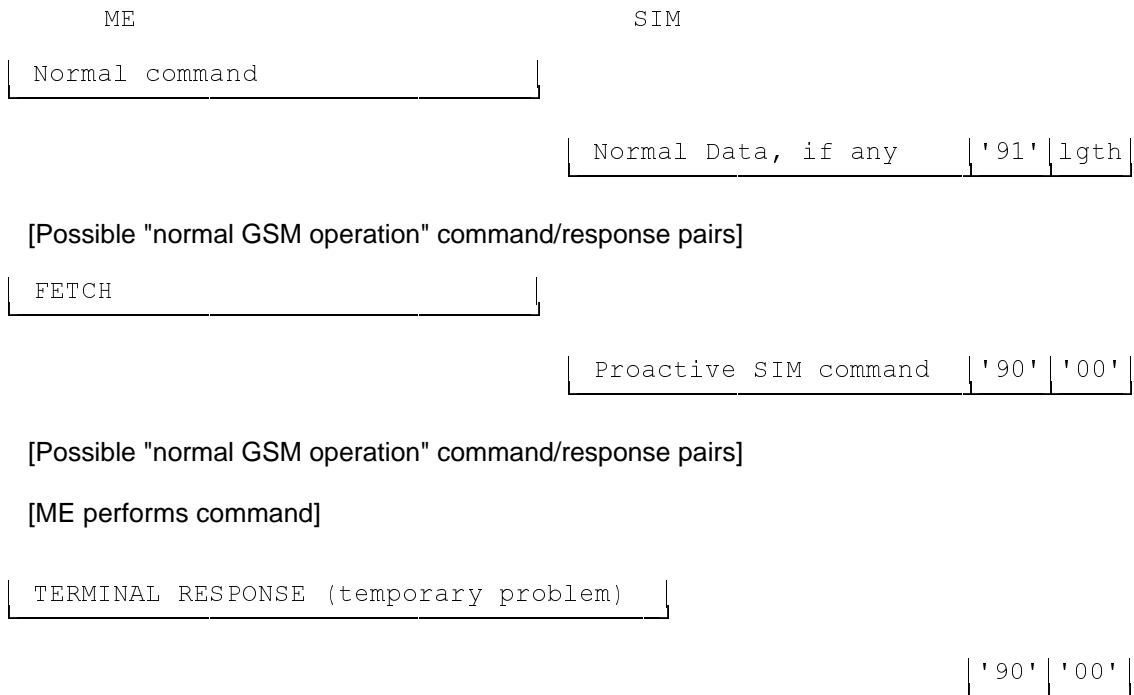 ME SIM
Normal command
Normal Data, if any '91' lgth
[Possible "normal GSM operation" command/response pairs]
FETCH
Proactive SIM command '90' '00'
[Possible "normal GSM operation" command/response pairs]
[ME performs command]
TERMINAL RESPONSE (temporary problem)
'90' '00'